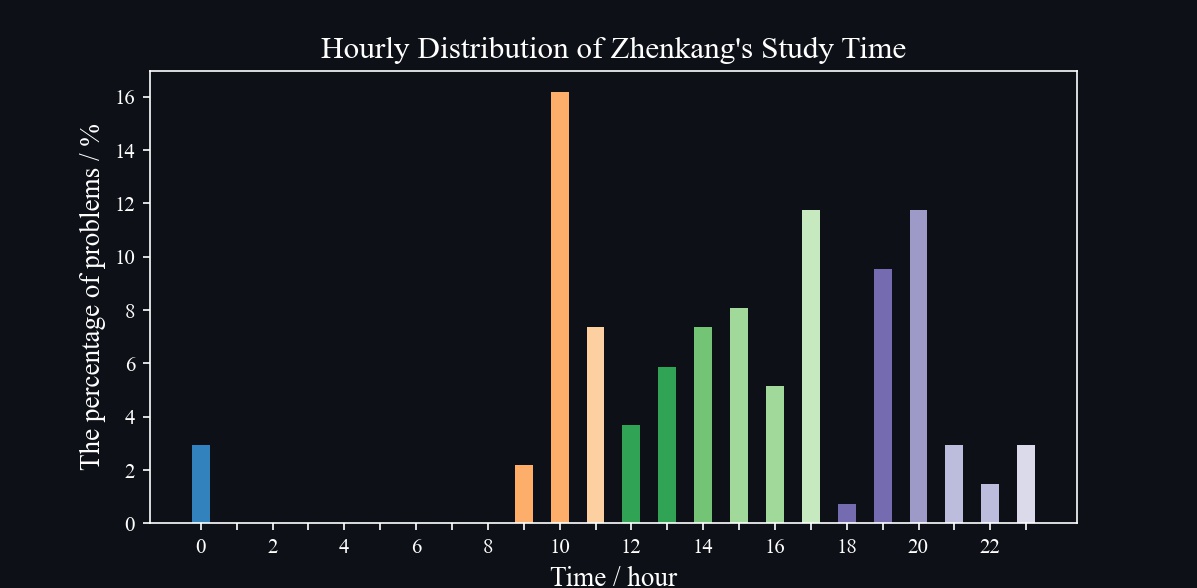 Hourly Distribution of Zhenkang's Study Time
The percentage of problems / %
16
14
12
10
8
6
4
2
0
0 2 4 6 8 10 12 14 16 18 20 22
Time / hour